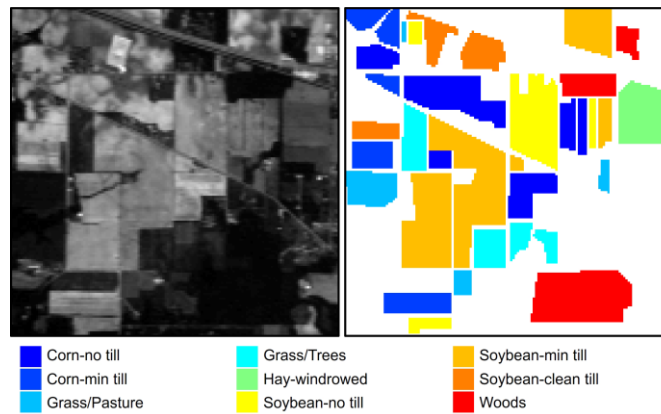 Corn-no till
Grass/Trees
Soybean-min till
Corn-min till
Hay-windrowed
Soybean-clean till
Grass/Pasture
Soybean-no till
Woods